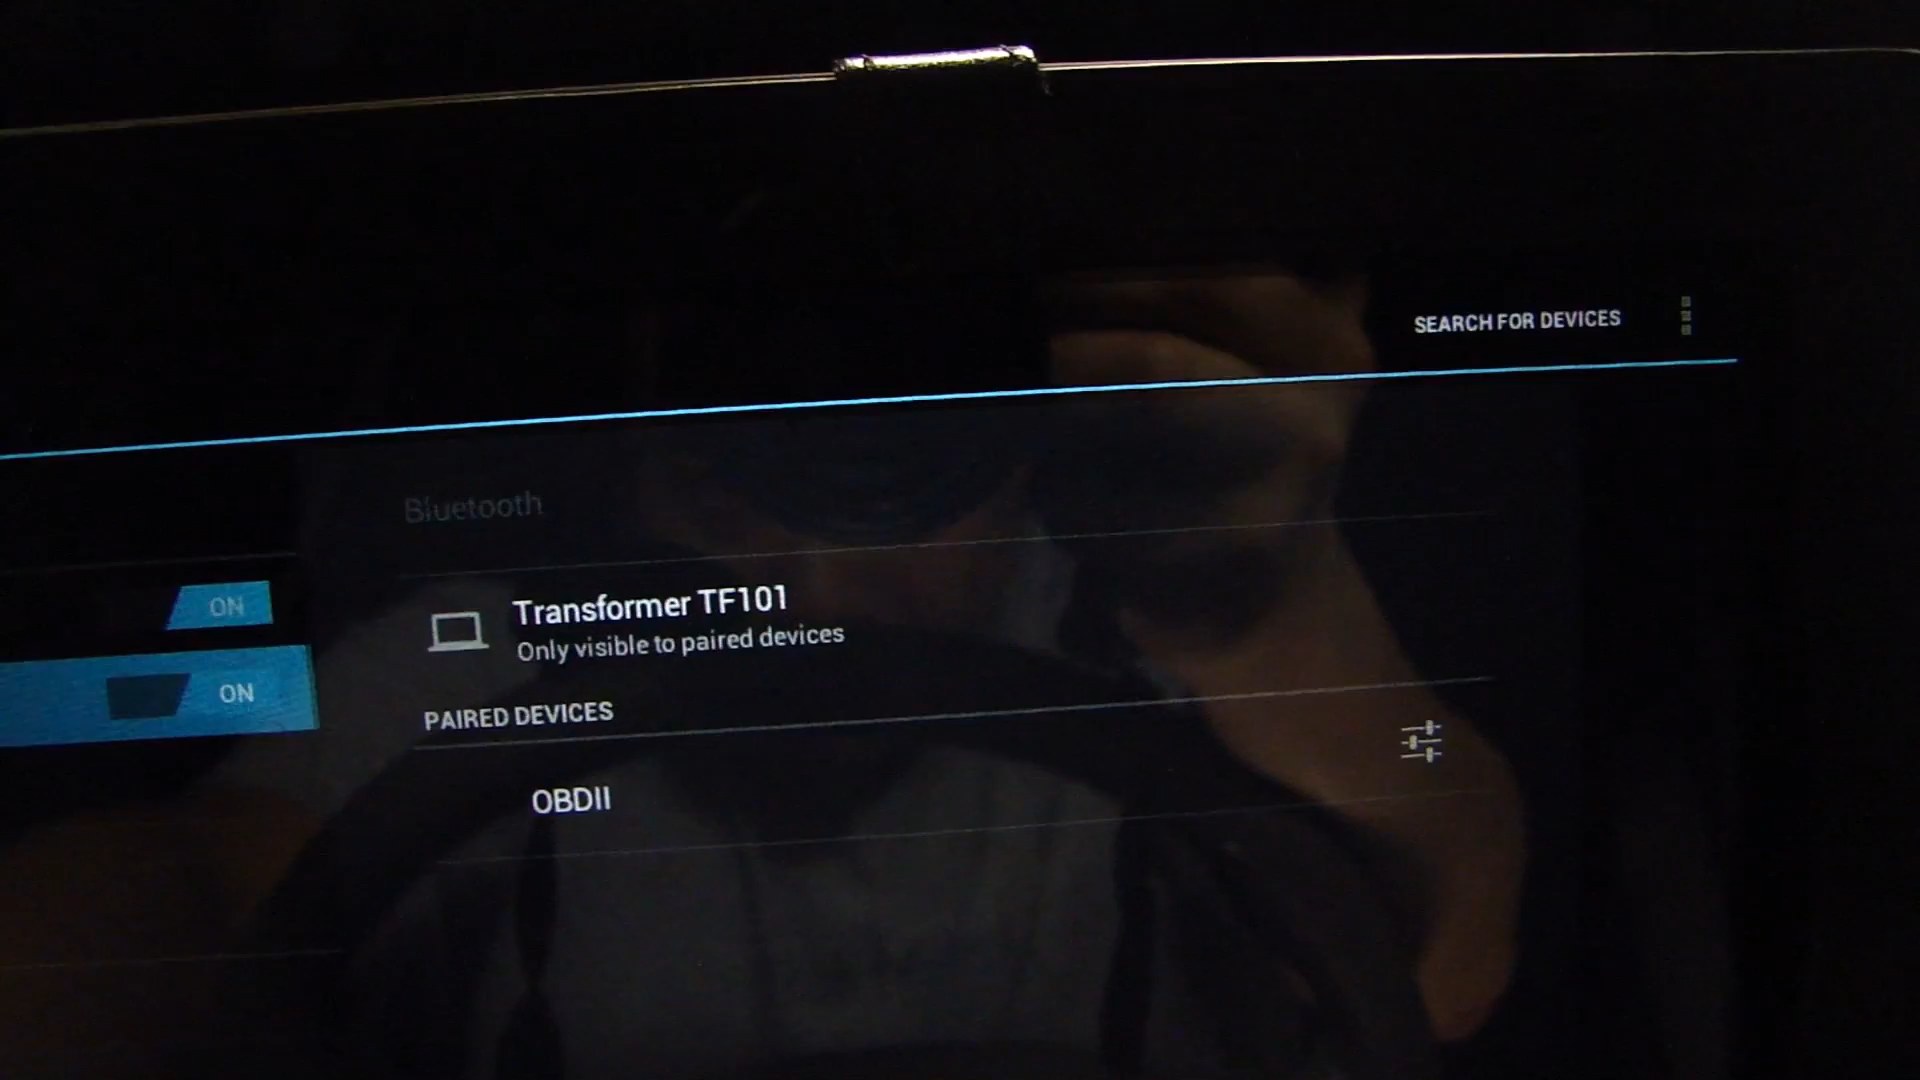 SEARCH FOR DEVICES
Bluetooth
ON
Transformer TF101
Only visible to paired devices
ON
PAIRED DEVICES
OBDII